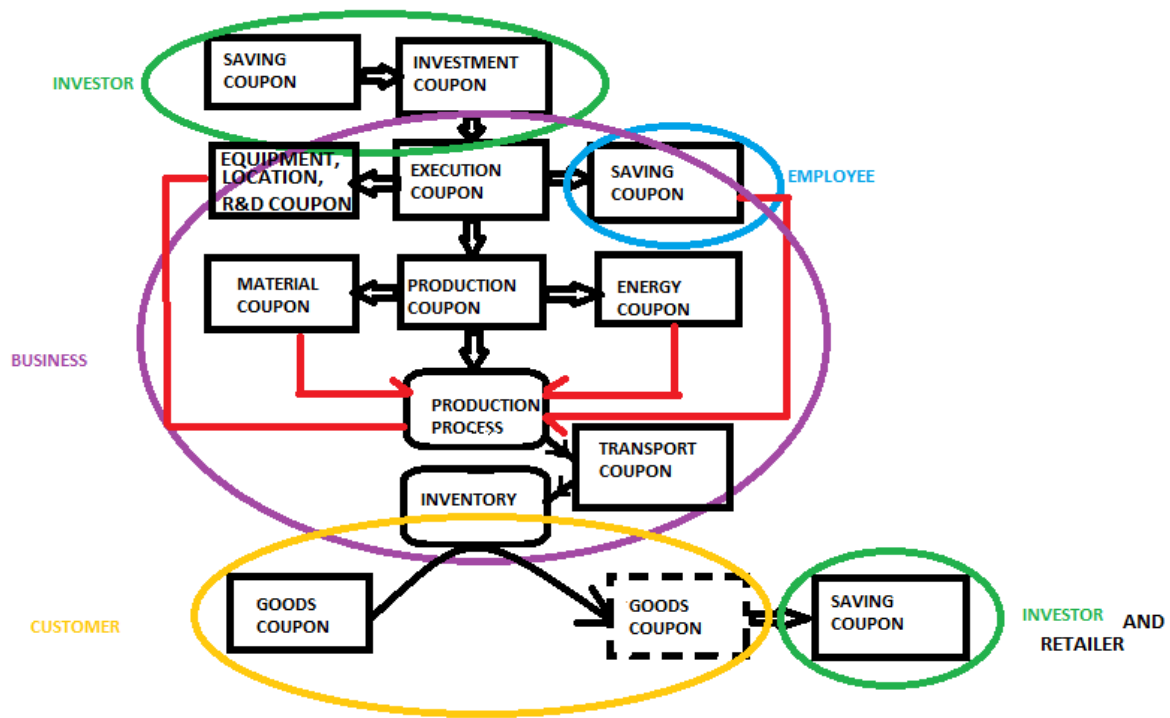 SAVING
COUPON
INVESTMENT
COUPON
INVESTOR
EQUIPMENT,
LOCATION,
R&D COUPON
EXECUTION
COUPON
SAVING
COUPON
EMPLOYEE
MATERIAL
COUPON
PRODUCTION
COUPON
ENERGY
COUPON
BUSINESS
PRODUCTION
PROCESS
TRANSPORT
COUPON
INVENTORY
GOODS
COUPON
CUSTOMER
GOODS
COUPON
SAVING
COUPON
INVESTOR AND
RETAILER